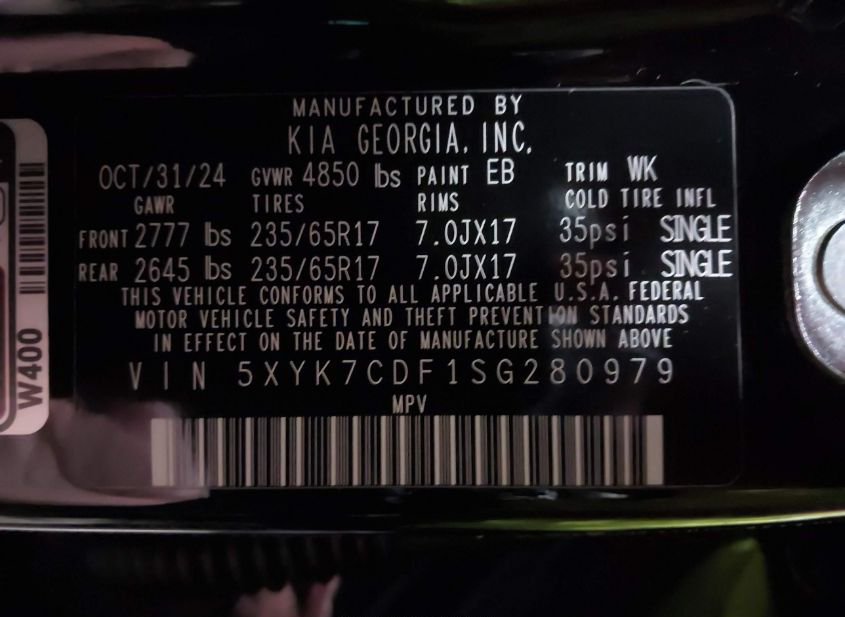 MANUFACTURED BY
KIA GEORGIA, INC.
OCT/31/24 GVWR 4850 lbs PAINT EB TRIM WK
GAWR TIRES RIMS COLD TIRE INFL
FRONT 2777 lbs 235/65R17 7.0JX17 35psi SINGLE
REAR 2645 lbs 235/65R17 7.0JX17 35psi SINGLE
THIS VEHICLE CONFORMS TO ALL APPLICABLE U.S.A. FEDERAL
MOTOR VEHICLE SAFETY AND THEFT PREVENTION STANDARDS
IN EFFECT ON THE DATE OF MANUFACTURE SHOWN ABOVE
VIN 5XYK7CDF1SG280979
MPV
W400